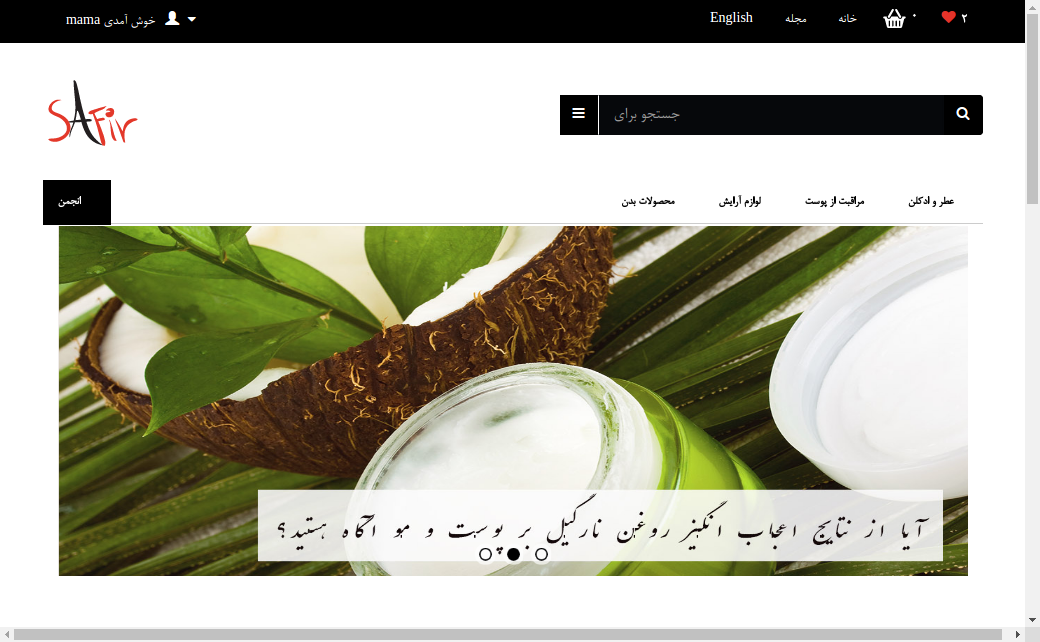 ۲ ۰ خانه مجله English خوش آمدی mama
SAFir
جستجو برای
عطر و ادکلن مراقبت از پوست لوازم آرایش محصولات بدن انجمن
آیا از نتایج اعجاب انگیز روغن نارگیل بر پوست و مو آگاه هستید؟